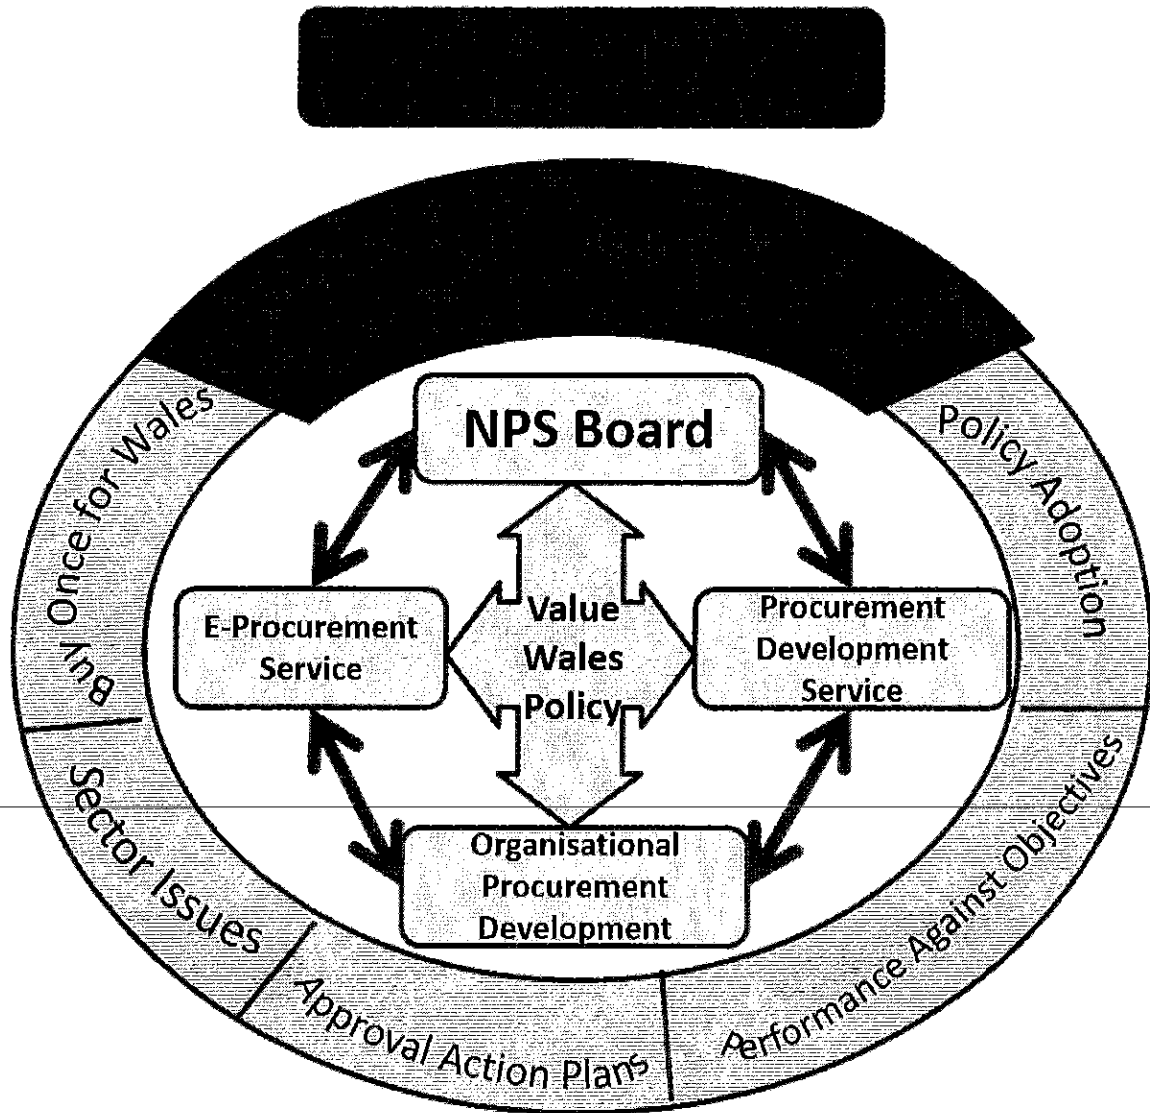 NPS Board
E-Procurement
Service
Value
Wales
Policy
Procurement
Development
Service
Organisational
Procurement
Development
Buy Once for Wales
Policy Adoption
Sector Issues
Approval Action Plans
Performance Against Objectives